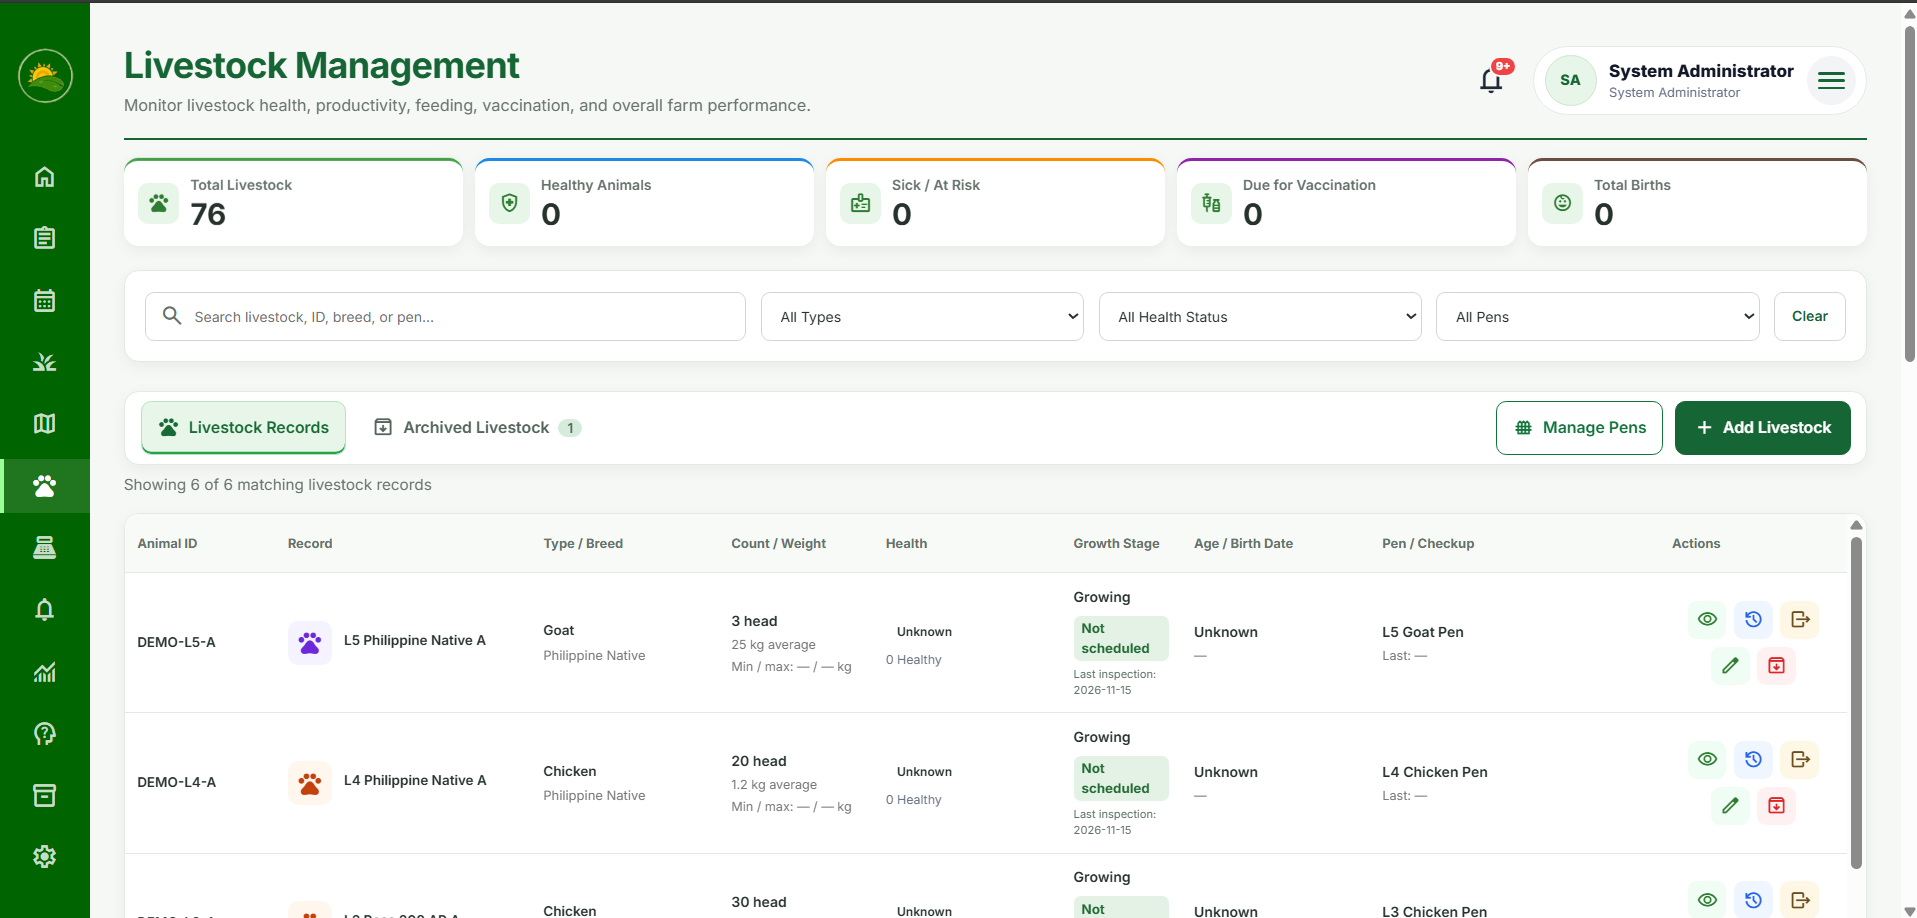 Livestock Management
Monitor livestock health, productivity, feeding, vaccination, and overall farm performance.
9+
SA
System Administrator
System Administrator
Total Livestock
76
Healthy Animals
0
Sick / At Risk
0
Due for Vaccination
0
Total Births
0
Search livestock, ID, breed, or pen...
All Types
All Health Status
All Pens
Clear
Livestock Records
Archived Livestock 1
Manage Pens
+ Add Livestock
Showing 6 of 6 matching livestock records
Animal ID Record Type / Breed Count / Weight Health Growth Stage Age / Birth Date Pen / Checkup Actions
DEMO-L5-A
L5 Philippine Native A
Goat
Philippine Native
3 head
25 kg average
Min / max: — / — kg
Unknown
0 Healthy
Growing
Not
scheduled
Last inspection:
2026-11-15
Unknown
—
L5 Goat Pen
Last: —
DEMO-L4-A
L4 Philippine Native A
Chicken
Philippine Native
20 head
1.2 kg average
Min / max: — / — kg
Unknown
0 Healthy
Growing
Not
scheduled
Last inspection:
2026-11-15
Unknown
—
L4 Chicken Pen
Last: —
Chicken
30 head
Unknown
Growing
Not
Unknown
L3 Chicken Pen